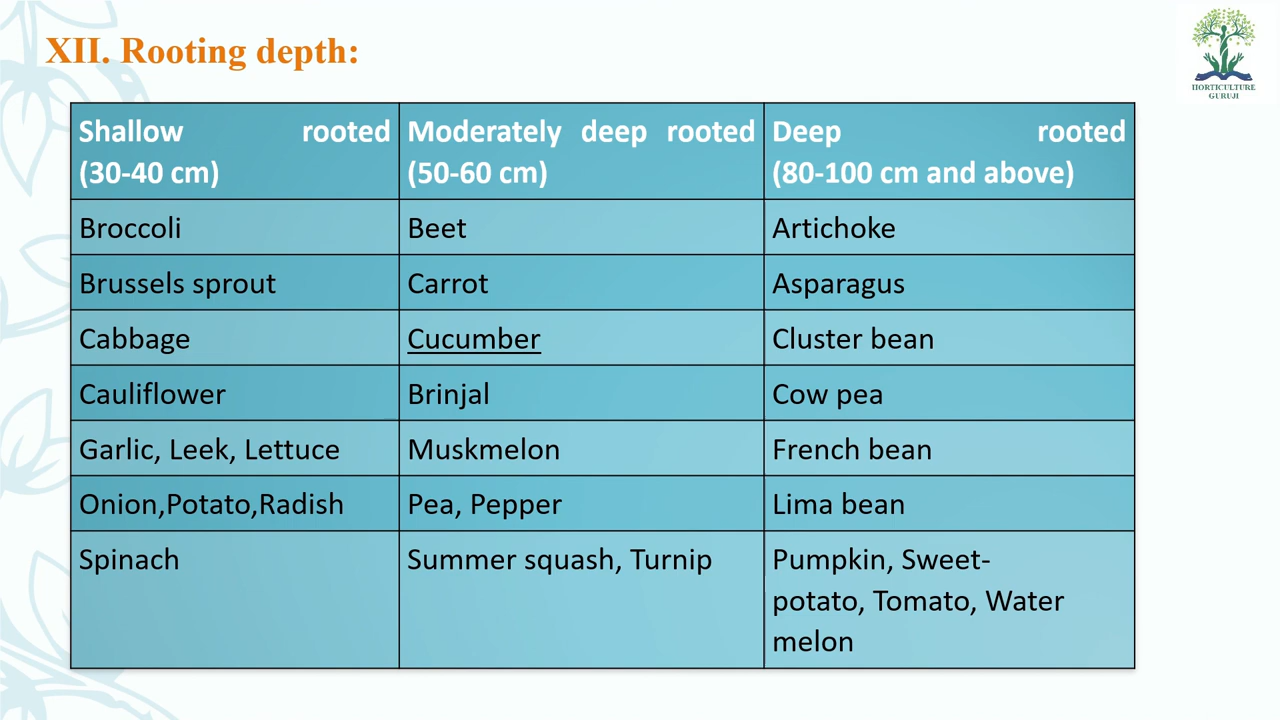 XII. Rooting depth:
HORTICULTURE
GURUJI
Shallow rooted
(30-40 cm)
Moderately deep rooted
(50-60 cm)
Deep rooted
(80-100 cm and above)
Broccoli
Beet
Artichoke
Brussels sprout
Carrot
Asparagus
Cabbage
Cucumber
Cluster bean
Cauliflower
Brinjal
Cow pea
Garlic, Leek, Lettuce
Muskmelon
French bean
Onion,Potato,Radish
Pea, Pepper
Lima bean
Spinach
Summer squash, Turnip
Pumpkin, Sweet-
potato, Tomato, Water
melon